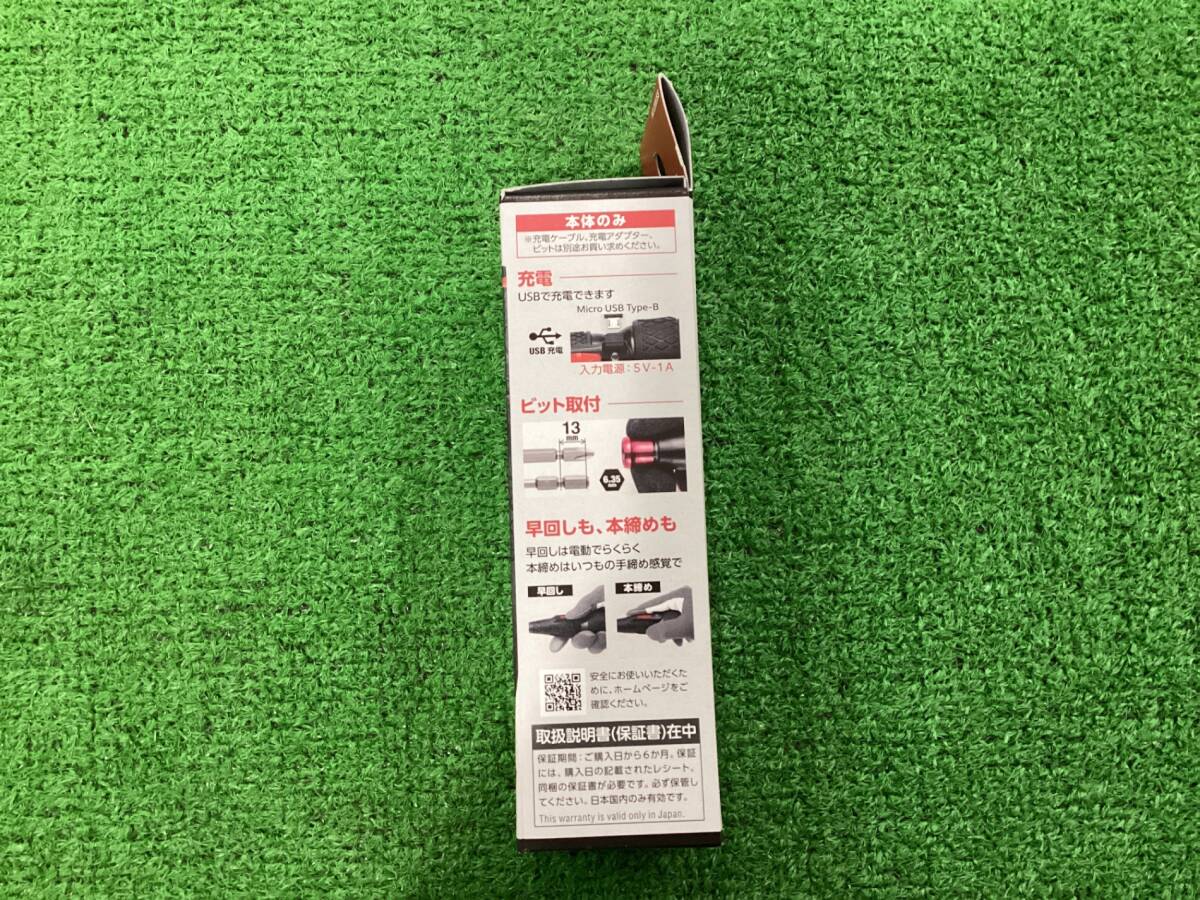 本体のみ
※充電ケーブル、充電アダプター、
ビットは別途お買い求めください。
充電
USBで充電できます
Micro USB Type-B
USB 充電
入力電源：5V-1A
ビット取付
13
mm
6.35
mm
早回しも、本締めも
早回しは電動でらくらく
本締めはいつもの手締め感覚で
早回し
本締め
安全にお使いいただくた
めに、ホームページをご
確認ください。
取扱説明書(保証書)在中
保証期間：ご購入日から6か月。保証
には、購入日の記載されたレシート、
同梱の保証書が必要です。必ず保管し
てください。日本国内のみ有効です。
This warranty is valid only in Japan.